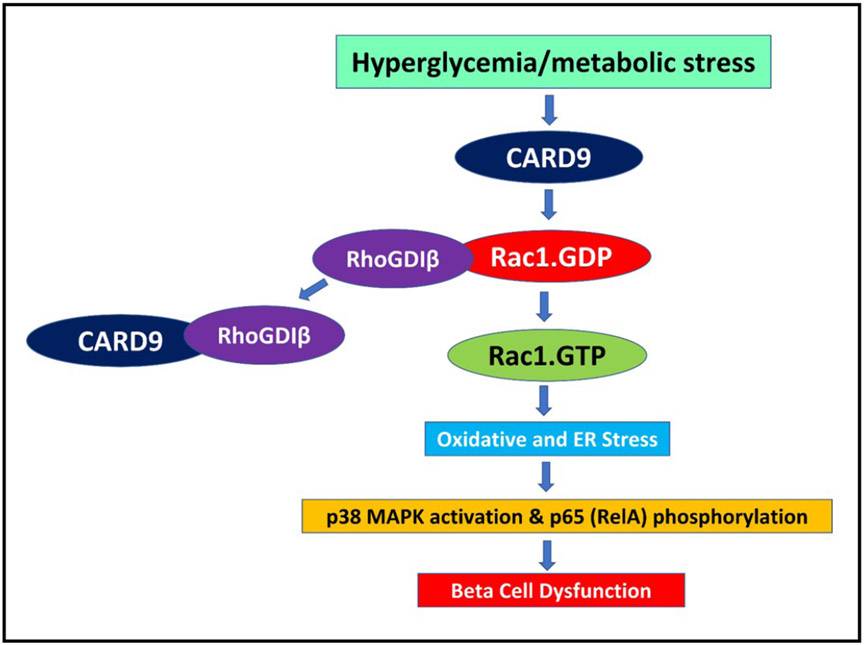 Hyperglycemia/metabolic stress
CARD9
RhoGDIβ
Rac1.GDP
CARD9
RhoGDIβ
Rac1.GTP
Oxidative and ER Stress
p38 MAPK activation & p65 (RelA) phosphorylation
Beta Cell Dysfunction